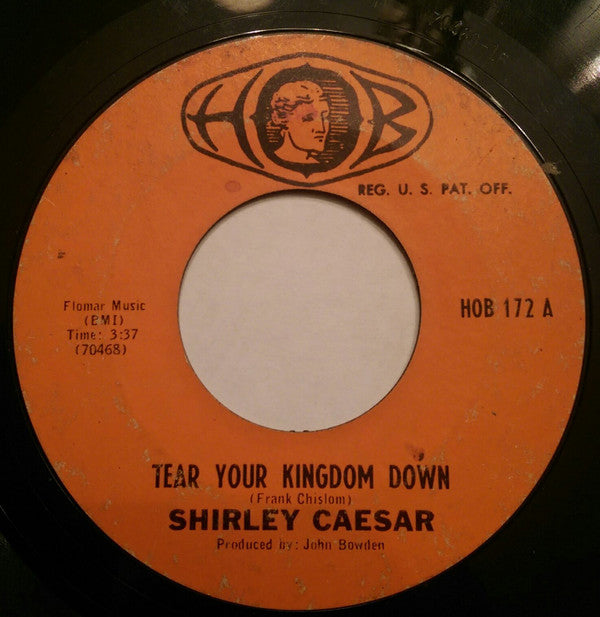 HOB
REG. U. S. PAT. OFF.
Flomar Music
(BMI)
Time: 3:37
(70468)
HOB 172 A
TEAR YOUR KINGDOM DOWN
(Frank Chislom)
SHIRLEY CAESAR
Produced by: John Bowden